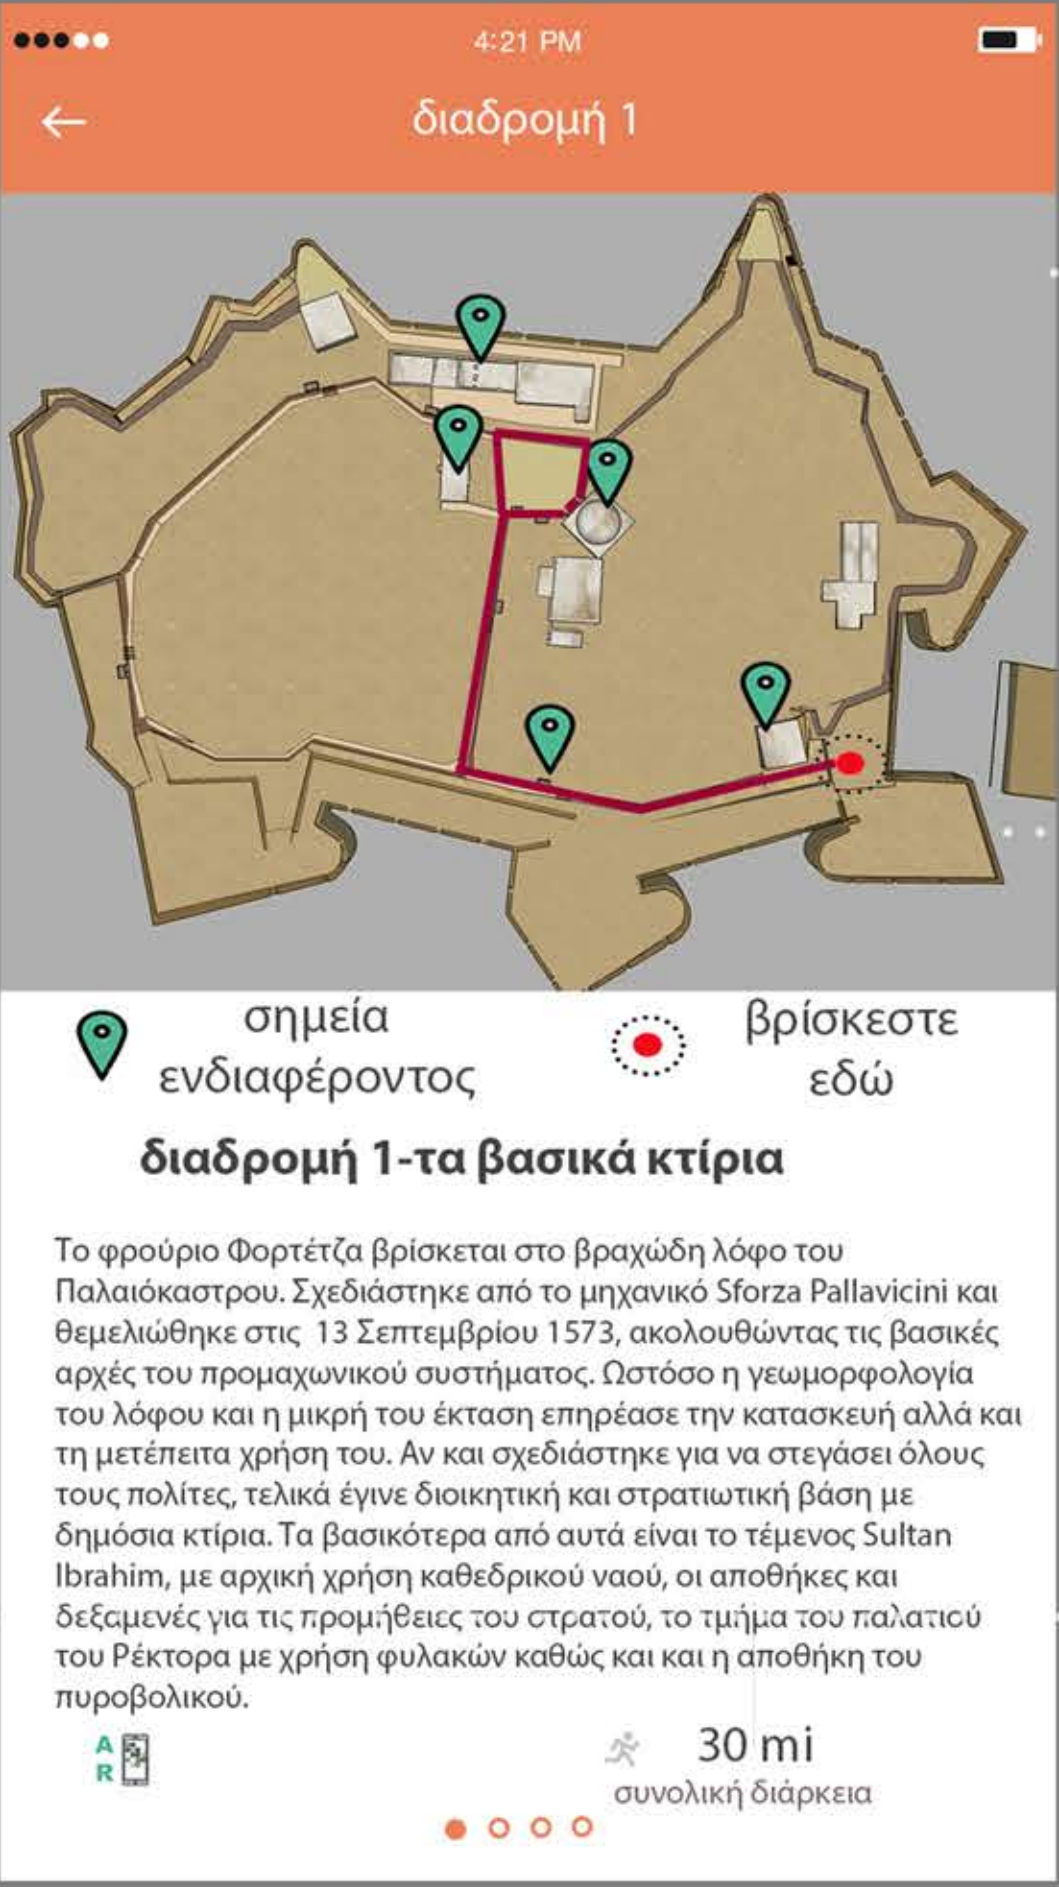 4:21 PM
διαδρομή 1
σημεία
ενδιαφέροντος
βρίσκεστε
εδώ
διαδρομή 1-τα βασικά κτίρια
Το φρούριο Φορτέτζα βρίσκεται στο βραχώδη λόφο του
Παλαιόκαστρου. Σχεδιάστηκε από το μηχανικό Sforza Pallavicini και
θεμελιώθηκε στις 13 Σεπτεμβρίου 1573, ακολουθώντας τις βασικές
αρχές του προμαχωνικού συστήματος. Ωστόσο η γεωμορφολογία
του λόφου και η μικρή του έκταση επηρέασε την κατασκευή αλλά και
τη μετέπειτα χρήση του. Αν και σχεδιάστηκε για να στεγάσει όλους
τους πολίτες, τελικά έγινε διοικητική και στρατιωτική βάση με
δημόσια κτίρια. Τα βασικότερα από αυτά είναι το τέμενος Sultan
Ibrahim, με αρχική χρήση καθεδρικού ναού, οι αποθήκες και
δεξαμενές για τις προμήθειες του στρατού, το τμήμα του παλατιού
του Ρέκτορα με χρήση φυλακών καθώς και και η αποθήκη του
πυροβολικού.
A
R
30 mi
συνολική διάρκεια